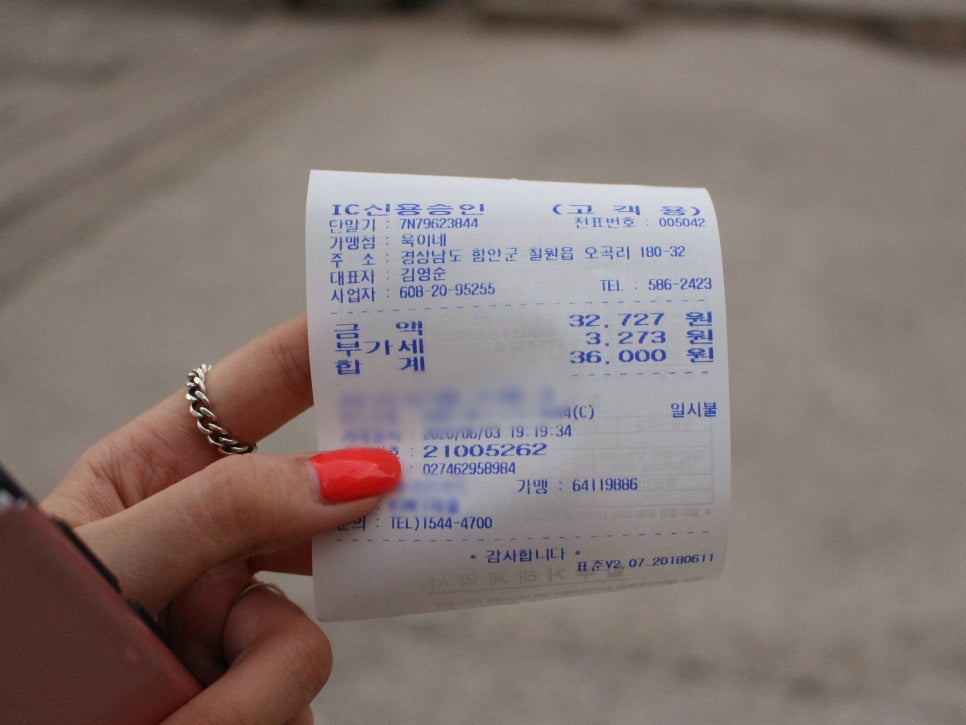 IC신용승인 (고 객 용)
단말기 : 7N79623844 전표번호 : 005042
가맹점 : 욱이네
주 소 : 경상남도 함안군 칠원읍 오곡리 180-32
대표자 : 김영순
사업자 : 608-20-95255 TEL : 586-2423
금 액 32,727 원
부가세 3,273 원
합 계 36,000 원
(C) 일시불
: 2020/06/03 19:19:34
: 21005262
: 027462958984
가맹 : 64119886
문의 : TEL)1544-4700
* 감사합니다 *
표준V2.07_20180611